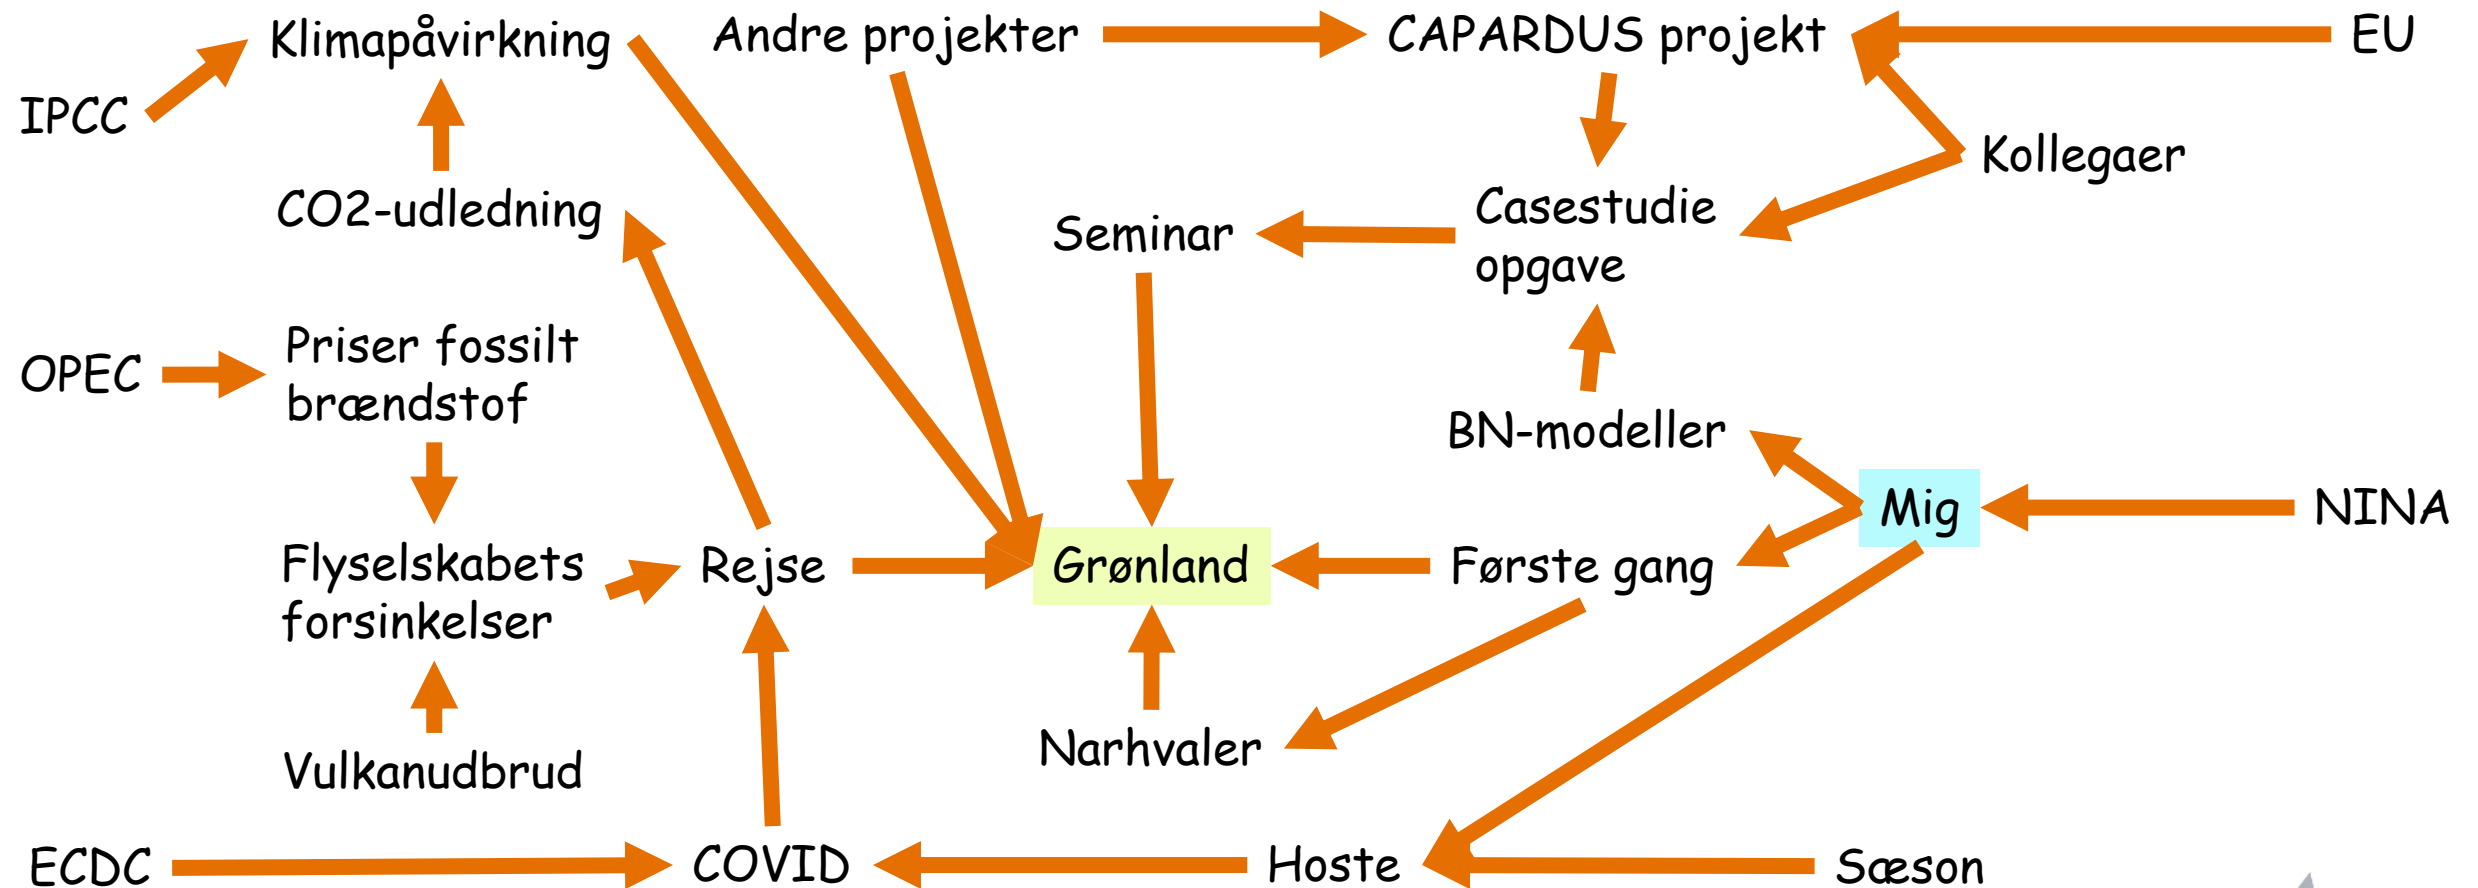 Klimapåvirkning
Andre projekter
CAPARDUS projekt
EU
IPCC
Kollegaer
CO2-udledning
Seminar
Casestudie
opgave
OPEC
Priser fossilt
brændstof
BN-modeller
Mig
NINA
Flyselskabets
forsinkelser
Rejse
Grønland
Første gang
Vulkanudbrud
Narhvaler
ECDC
COVID
Hoste
Sæson